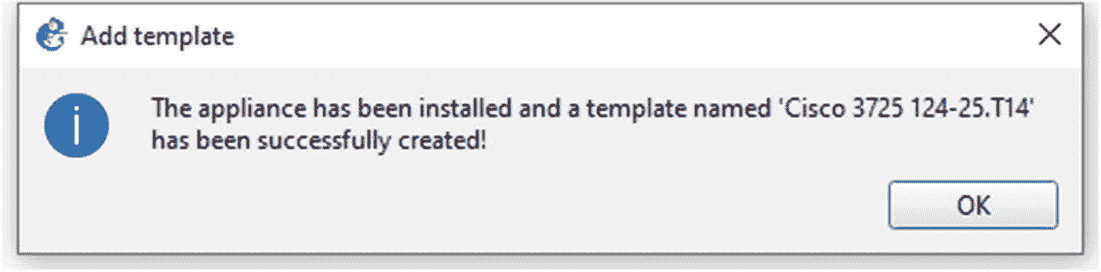 Add template
The appliance has been installed and a template named 'Cisco 3725 124-25.T14'
has been successfully created!
OK